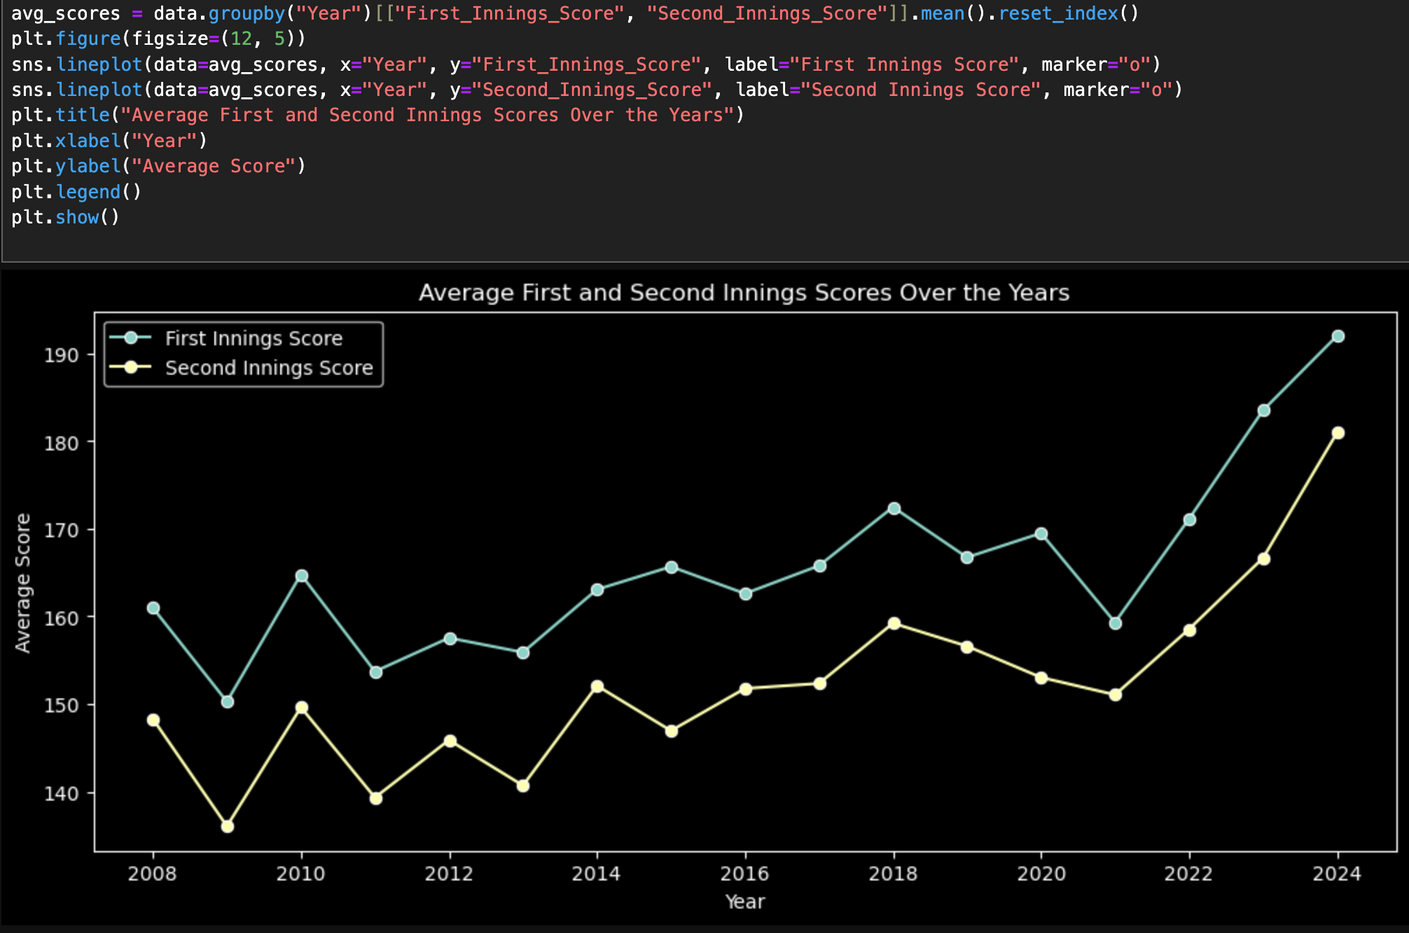 avg_scores = data.groupby("Year")[["First_Innings_Score", "Second_Innings_Score"]].mean().reset_index()
plt.figure(figsize=(12, 5))
sns.lineplot(data=avg_scores, x="Year", y="First_Innings_Score", label="First Innings Score", marker="o")
sns.lineplot(data=avg_scores, x="Year", y="Second_Innings_Score", label="Second Innings Score", marker="o")
plt.title("Average First and Second Innings Scores Over the Years")
plt.xlabel("Year")
plt.ylabel("Average Score")
plt.legend()
plt.show()
Average First and Second Innings Scores Over the Years
First Innings Score
Second Innings Score
Average Score
190
180
170
160
150
140
2008 2010 2012 2014 2016 2018 2020 2022 2024
Year